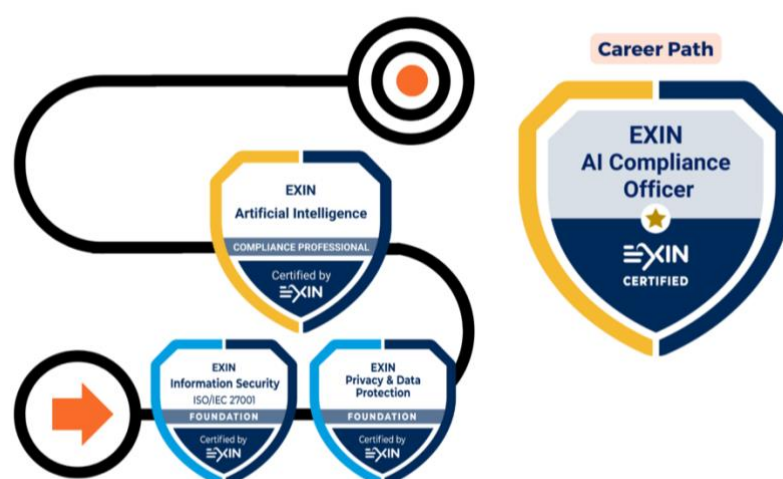 Career Path
EXIN
AI Compliance
Officer
EXIN
CERTIFIED
EXIN
Artificial Intelligence
COMPLIANCE PROFESSIONAL
Certified by
EXIN
EXIN
Information Security
ISO/IEC 27001
FOUNDATION
Certified by
EXIN
EXIN
Privacy & Data
Protection
FOUNDATION
Certified by
EXIN